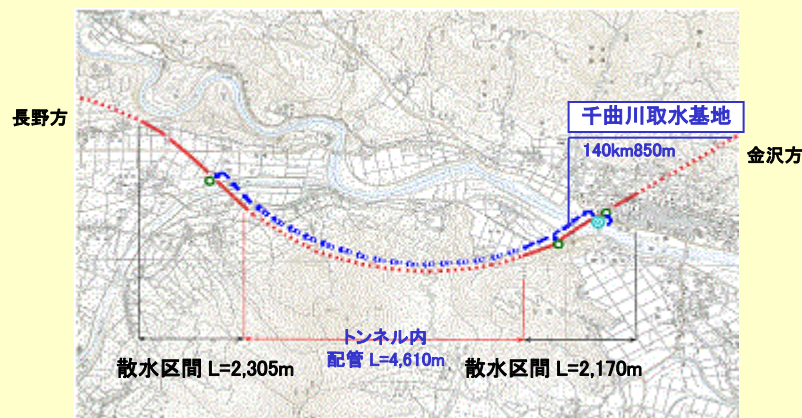 長野方
千曲川取水基地
140km850m
金沢方
トンネル内
配管 L=4,610m
散水区間 L=2,305m
散水区間 L=2,170m